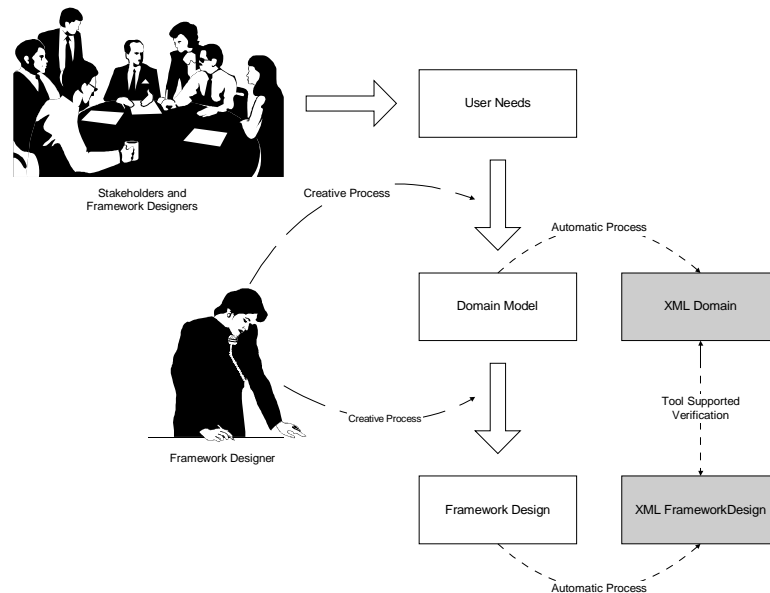 User Needs
Stakeholders and
Framework Designers
Creative Process
Automatic Process
Domain Model
XML Domain
Tool Supported
Verification
Creative Process
Framework Designer
Framework Design
XML FrameworkDesign
Automatic Process